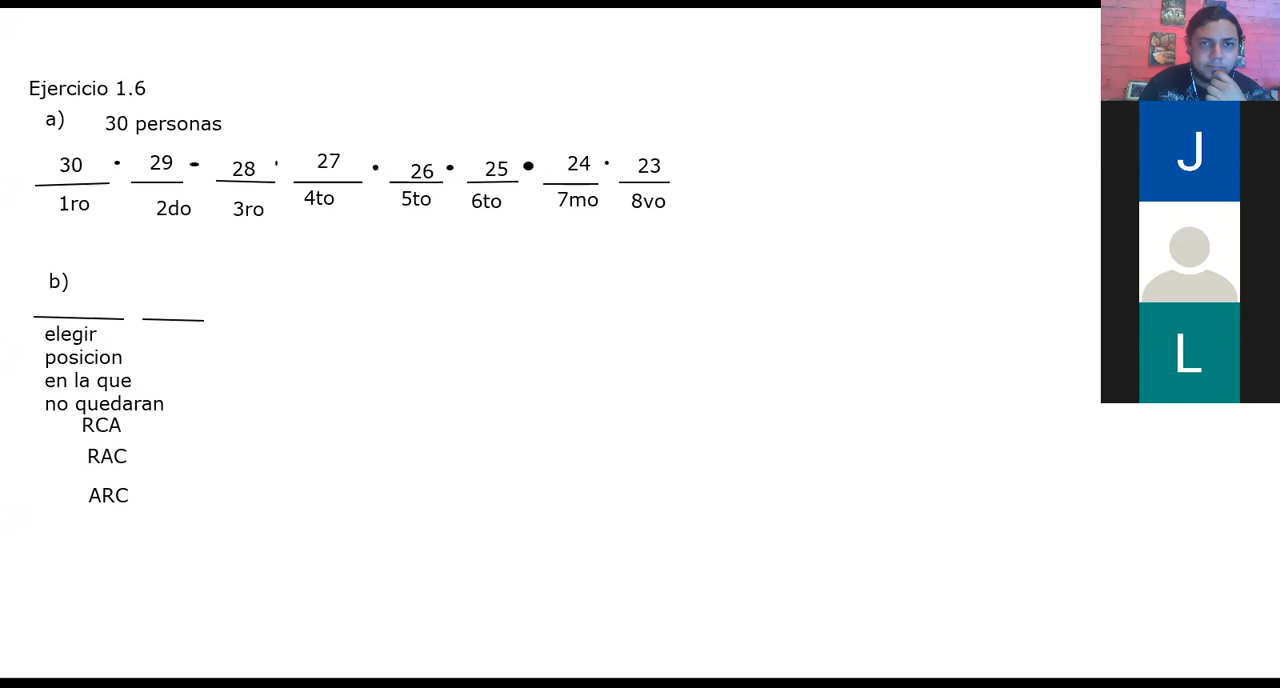 Ejercicio 1.6
a) 30 personas
30 · 29 · 28 · 27 · 26 · 25 · 24 · 23
1ro 2do 3ro 4to 5to 6to 7mo 8vo
b)
elegir
posicion
en la que
no quedaran
RCA
RAC
ARC
J
L